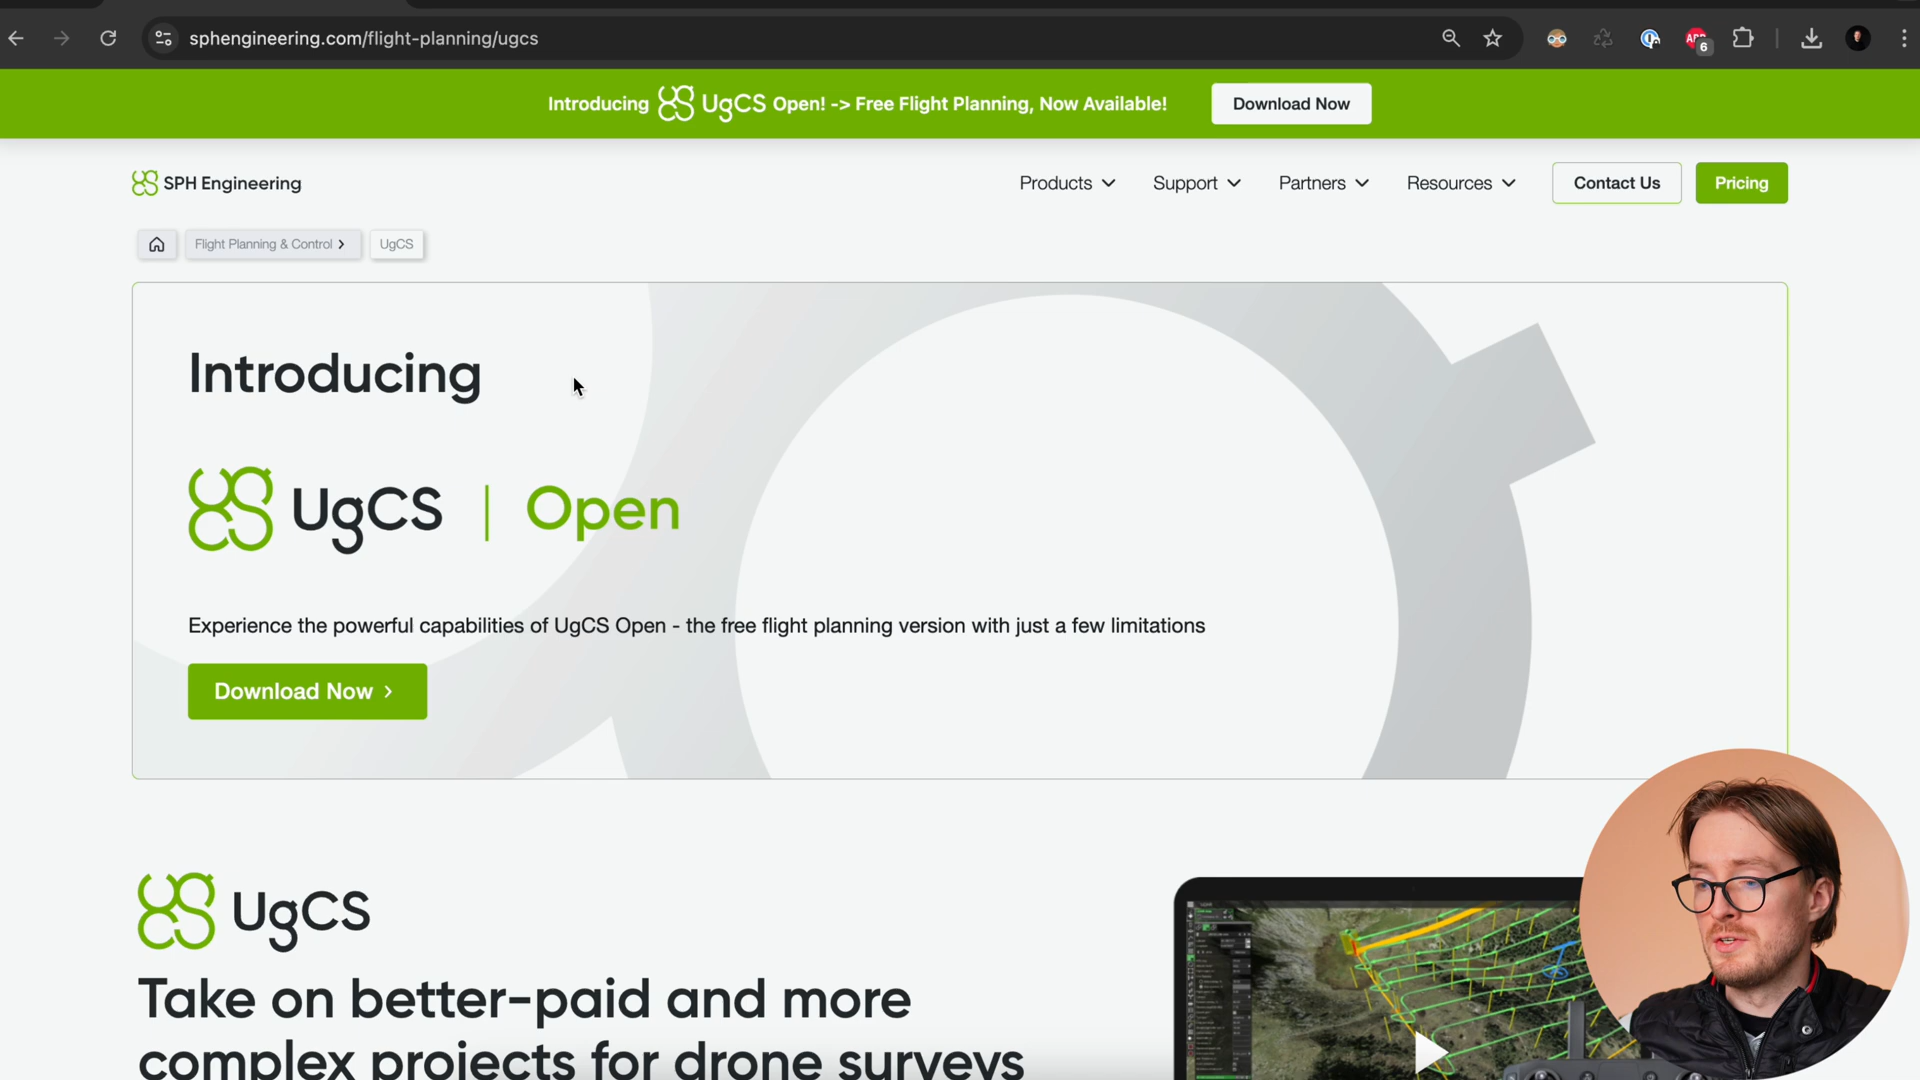 sphengineering.com/flight-planning/ugcs
ABP
6
Introducing UgCS Open! -> Free Flight Planning, Now Available!
Download Now
SPH Engineering
Products
Support
Partners
Resources
Contact Us
Pricing
Flight Planning & Control
UgCS
Introducing
UgCS | Open
Experience the powerful capabilities of UgCS Open - the free flight planning version with just a few limitations
Download Now
UgCS
Take on better-paid and more
complex projects for drone surveys